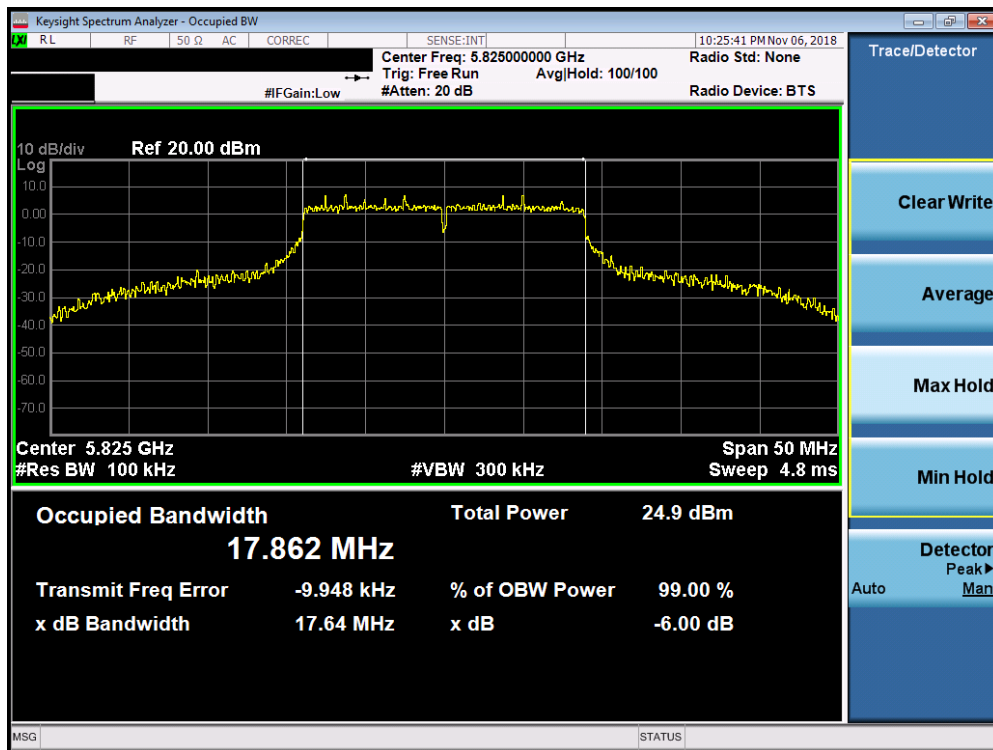 Keysight Spectrum Analyzer - Occupied BW
LXI RL RF 50 Ω AC CORREC SENSE:INT 10:25:41 PM Nov 06, 2018
Center Freq: 5.825000000 GHz Radio Std: None
Trig: Free Run Avg|Hold: 100/100
#IFGain:Low #Atten: 20 dB Radio Device: BTS
10 dB/div Ref 20.00 dBm
Log
10.0
0.00
-10.0
-20.0
-30.0
-40.0
-50.0
-60.0
-70.0
Center 5.825 GHz Span 50 MHz
#Res BW 100 kHz #VBW 300 kHz Sweep 4.8 ms
Occupied Bandwidth Total Power 24.9 dBm
17.862 MHz
Transmit Freq Error -9.948 kHz % of OBW Power 99.00 %
x dB Bandwidth 17.64 MHz x dB -6.00 dB
MSG STATUS
Trace/Detector
Clear Write
Average
Max Hold
Min Hold
Detector
Peak▶
Auto Man